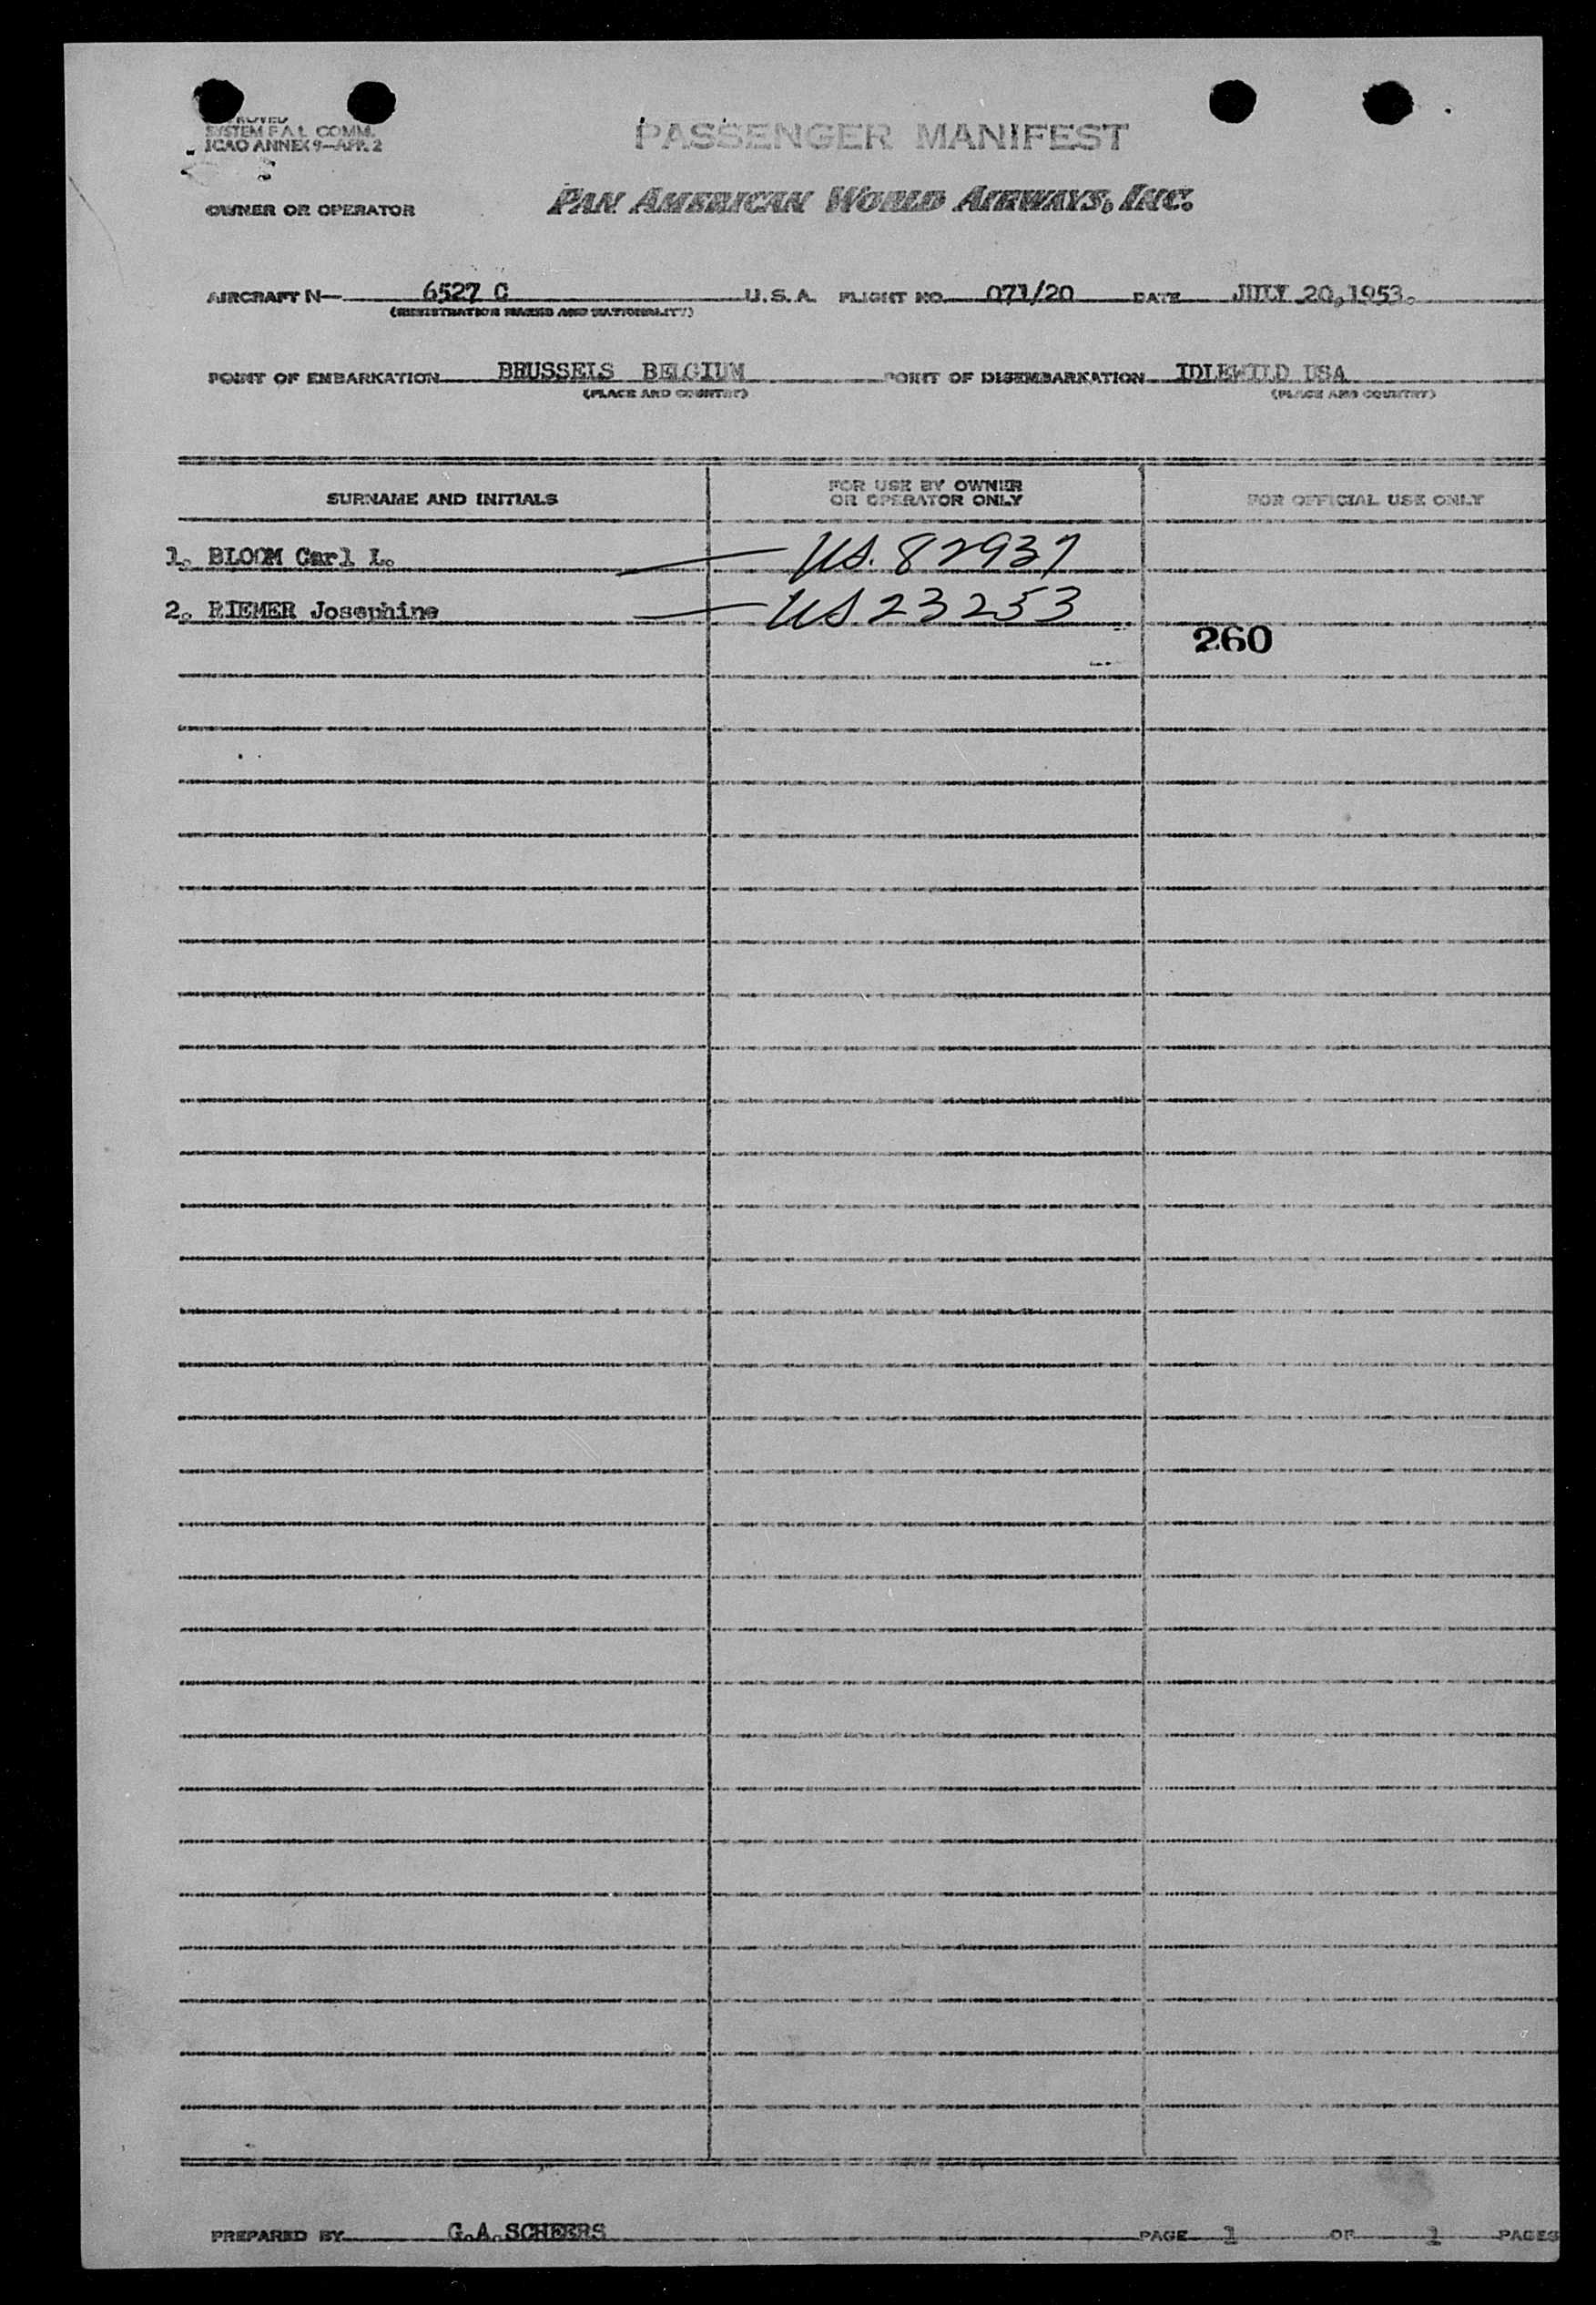 SYSTEM F.A.L. COMM.
ICAO ANNEX 9—APP. 2
PASSENGER MANIFEST
OWNER OR OPERATOR PAN AMERICAN WORLD AIRWAYS, INC.
AIRCRAFT N— 6527 C U.S.A. FLIGHT NO. 071/20 DATE JULY 20,1953.
(REGISTRATION MARKS AND NATIONALITY)
POINT OF EMBARKATION BRUSSELS BELGIUM POINT OF DISEMBARKATION IDLEWILD USA
(PLACE AND COUNTRY) (PLACE AND COUNTRY)
SURNAME AND INITIALS FOR USE BY OWNER OR OPERATOR ONLY FOR OFFICIAL USE ONLY
1. BLOOM Carl L. — US. 82937
2. RIEMER Josephine — US 23253
260
PREPARED BY G.A.SCHEERS PAGE 1 OF 1 PAGES